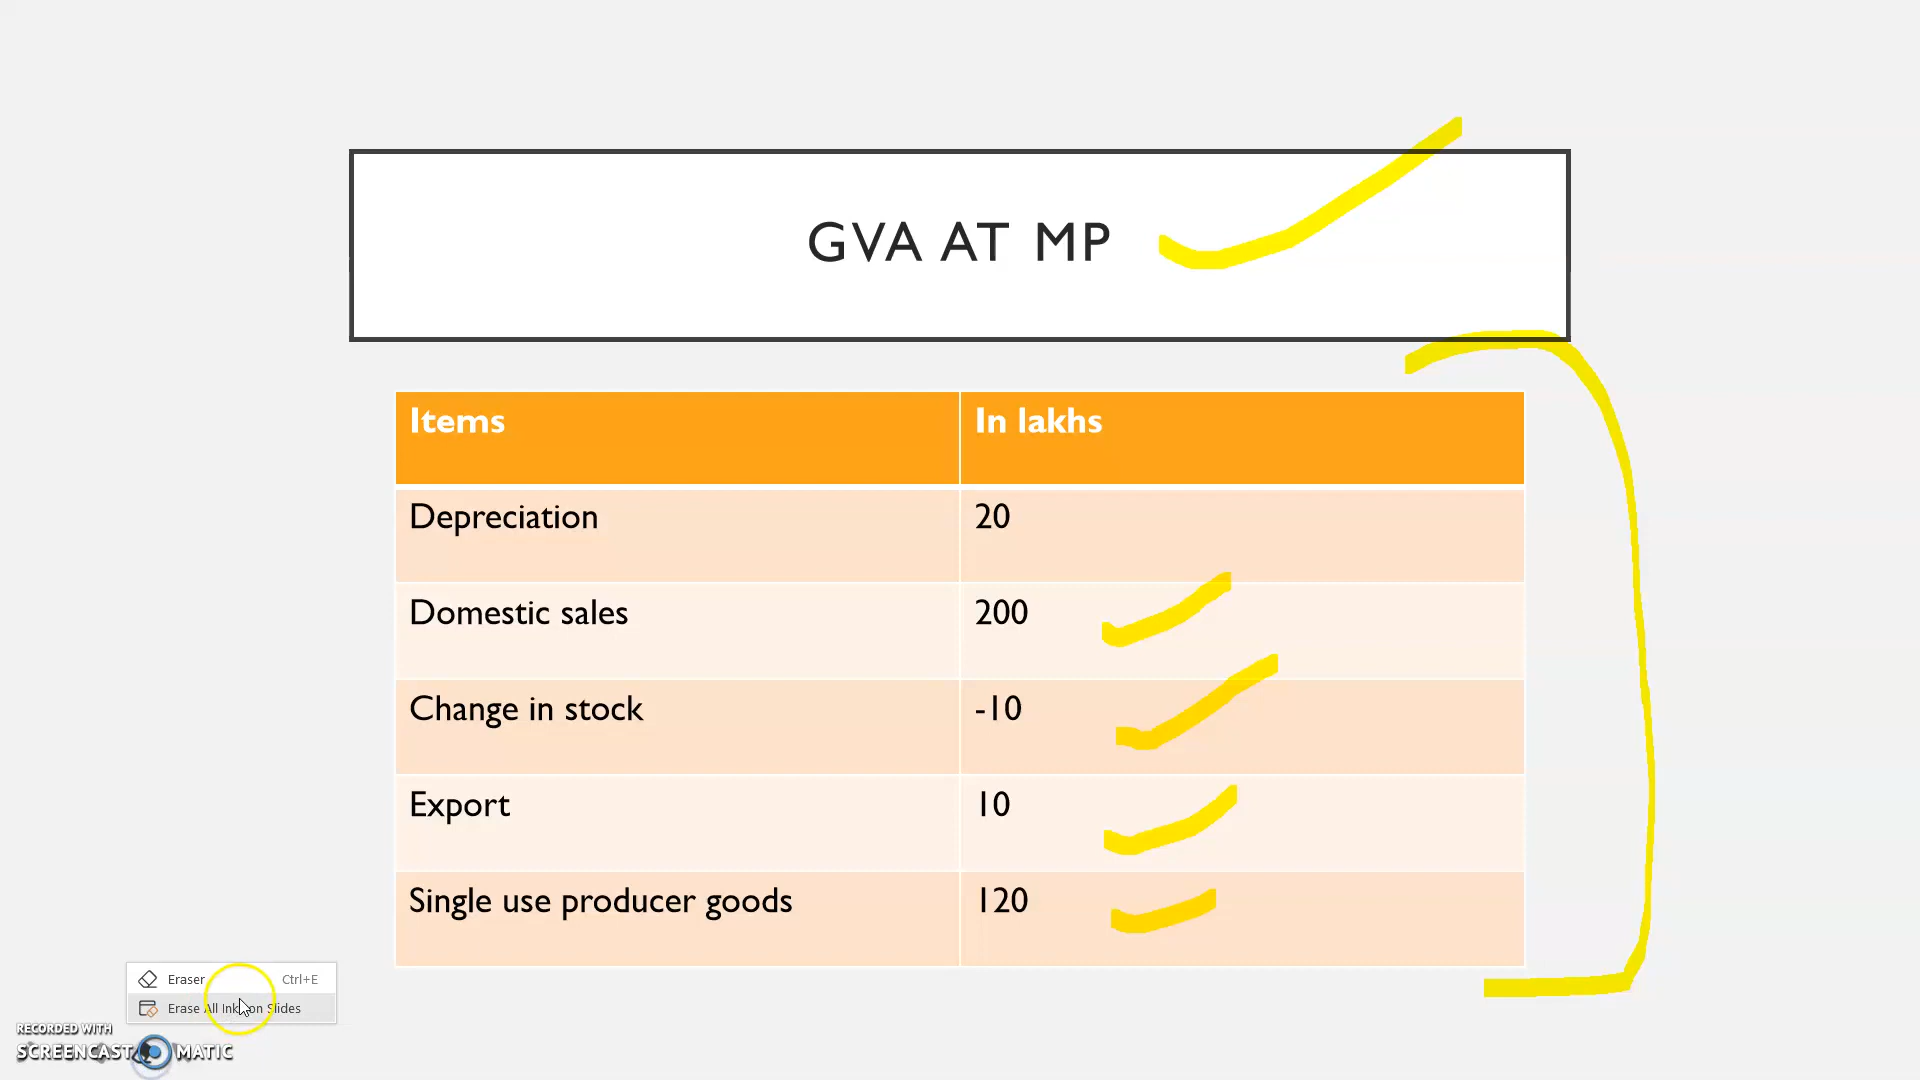 GVA AT MP
Items In lakhs
Depreciation 20
Domestic sales 200
Change in stock -10
Export 10
Single use producer goods 120
Eraser Ctrl+E
Erase All Ink on Slides
RECORDED WITH
SCREENCAST MATIC